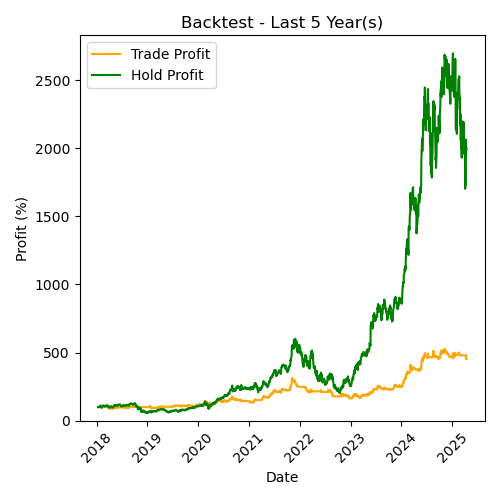 Backtest - Last 5 Year(s)
Trade Profit
Hold Profit
Profit (%)
2500
2000
1500
1000
500
0
2018 2019 2020 2021 2022 2023 2024 2025
Date